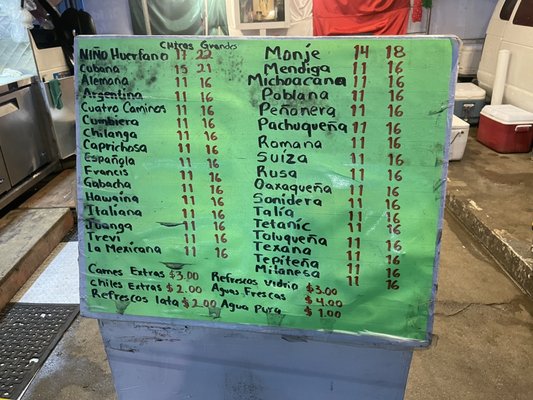 Chicas Grandes
NIÑO Huerfano 17 22
Cubana 15 21
Alemana 11 16
Argentina 11 16
Cuatro Caminos 11 16
Cumbiera 11 16
Chilanga 11 16
Caprichosa 11 16
Española 11 16
Francis 11 16
Gabacha 11 16
Hawaina 11 16
Italiana 11 16
Juanga 11 16
Trevi 11 16
La Mexicana 11 16
Carnes Extras $3.00
chiles Extras $2.00
Refrescos lata $2.00
Monje 14 18
Mendiga 11 16
Michoacana 11 16
Poblana 11 16
Peñanera 11 16
Pachuqueña 11 16
Romana 11 16
Suiza 11 16
Rusa 11 16
Oaxaqueña 11 16
Sonidera 11 16
Talia 11 16
Tetanic 11 16
Toluqueña 11 16
Texana 11 16
Tepiteña 11 16
Milanesa 11 16
Refrescos Vidrio $3.00
Aguas Frescas $4.00
Agua Pura $1.00